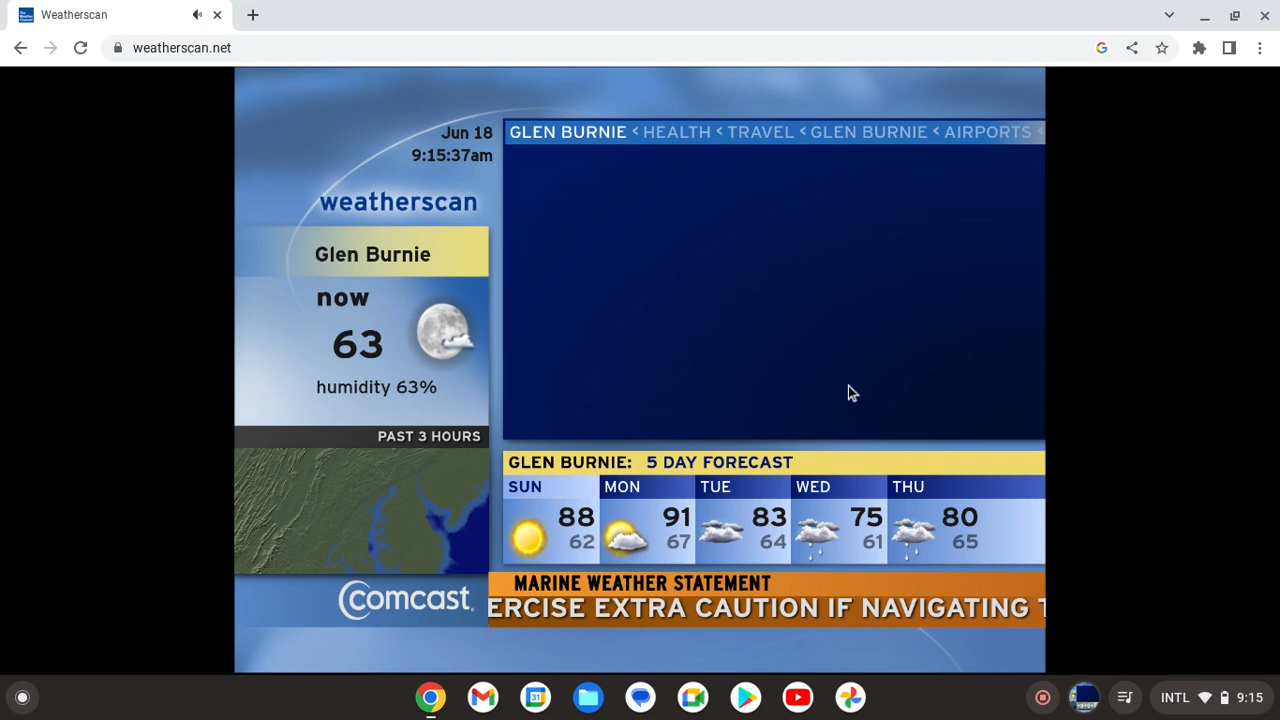 Weatherscan
weatherscan.net
Jun 18
9:15:37am
weatherscan
Glen Burnie
now
63
humidity 63%
PAST 3 HOURS
comcast.
GLEN BURNIE < HEALTH < TRAVEL < GLEN BURNIE < AIRPORTS <
GLEN BURNIE: 5 DAY FORECAST
SUN MON TUE WED THU
88 91 83 75 80
62 67 64 61 65
MARINE WEATHER STATEMENT
ERCISE EXTRA CAUTION IF NAVIGATING T
31
INTL 9:15